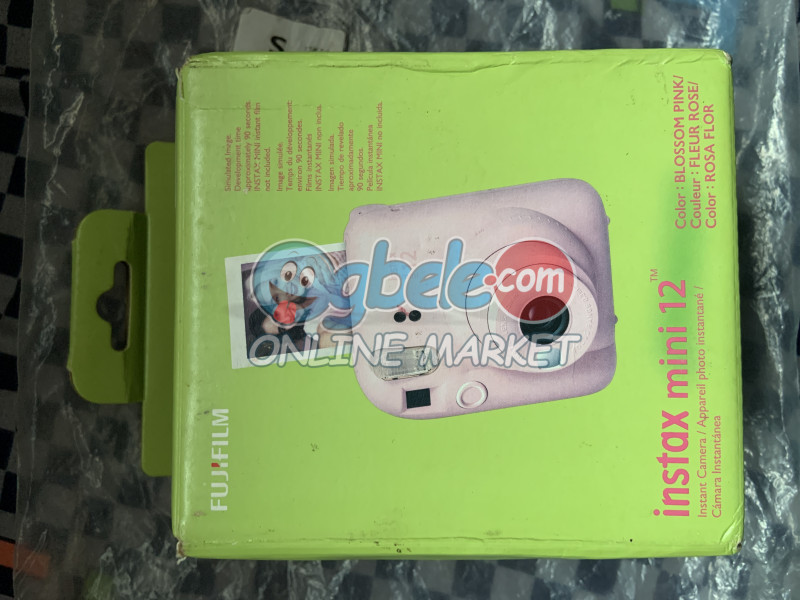 FUJIFILM
Simulated Image.
Development time
approximately 90 seconds
INSTAX MINI instant film
not included.
Image simulée.
Temps du développement:
environ 90 secondes.
Films instantanés
INSTAX MINI non inclus.
Imagen simulada.
Tiempo de revelado
aproximadamente
90 segundos.
Película instantánea
INSTAX MINI no incluida.
gbele.com
ONLINE MARKET
instax mini 12™
Instant Camera / Appareil photo instantané /
Cámara Instantánea
Color : BLOSSOM PINK/
Couleur : FLEUR ROSE/
Color : ROSA FLOR
S